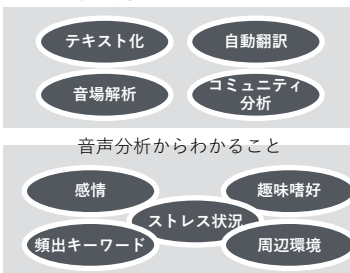 テキスト化
自動翻訳
音場解析
コミュニティ
分析
音声分析からわかること
感情
趣味嗜好
ストレス状況
頻出キーワード
周辺環境